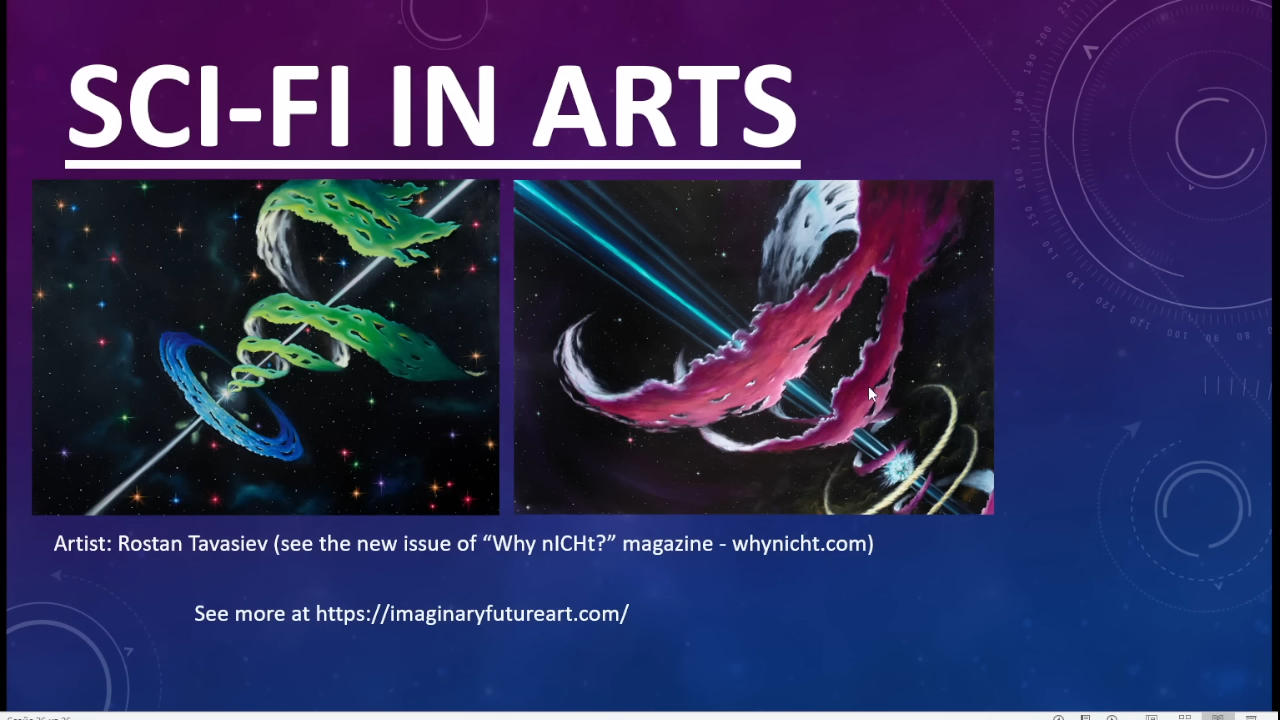 SCI-FI IN ARTS
Artist: Rostan Tavasiev (see the new issue of “Why nICHt?” magazine - whynicht.com)
See more at https://imaginaryfutureart.com/